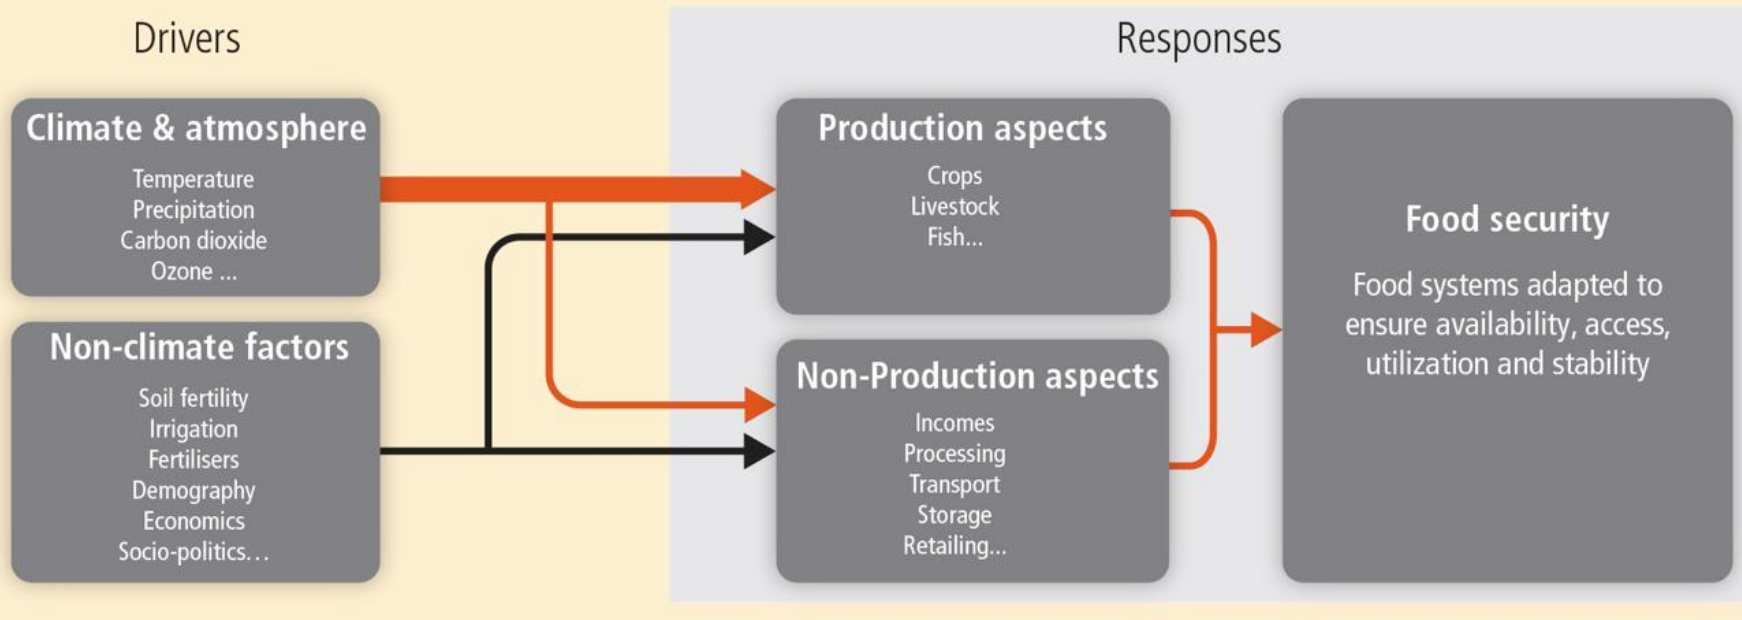 Drivers
Responses
Climate & atmosphere
Temperature
Precipitation
Carbon dioxide
Ozone ...
Non-climate factors
Soil fertility
Irrigation
Fertilisers
Demography
Economics
Socio-politics...
Production aspects
Crops
Livestock
Fish...
Non-Production aspects
Incomes
Processing
Transport
Storage
Retailing...
Food security
Food systems adapted to
ensure availability, access,
utilization and stability